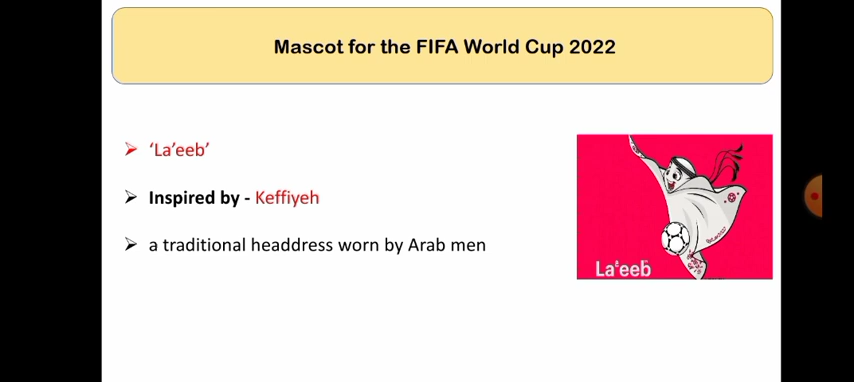 Mascot for the FIFA World Cup 2022
‘La’eeb’
Inspired by - Keffiyeh
a traditional headdress worn by Arab men
La'eeb